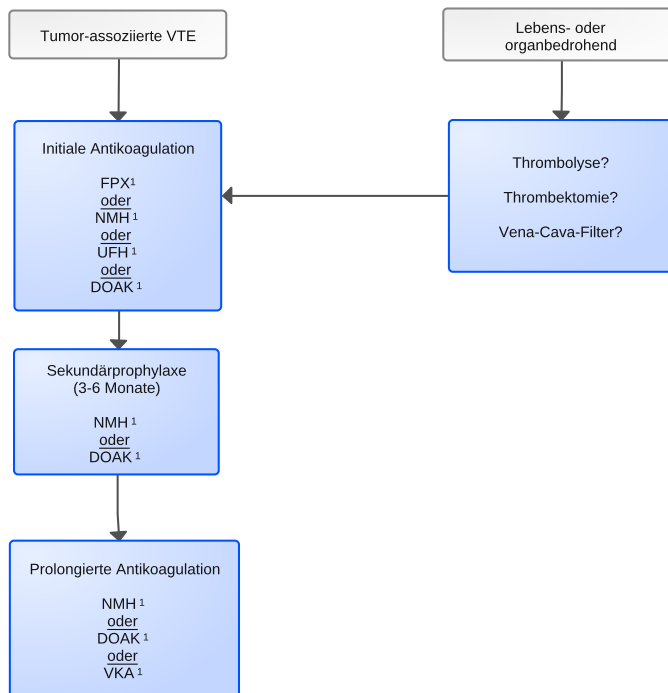 Tumor-assoziierte VTE
Lebens- oder
organbedrohend
Initiale Antikoagulation
FPX¹
oder
NMH ¹
oder
UFH ¹
oder
DOAK ¹
Thrombolyse?
Thrombektomie?
Vena-Cava-Filter?
Sekundärprophylaxe
(3-6 Monate)
NMH ¹
oder
DOAK ¹
Prolongierte Antikoagulation
NMH ¹
oder
DOAK ¹
oder
VKA ¹